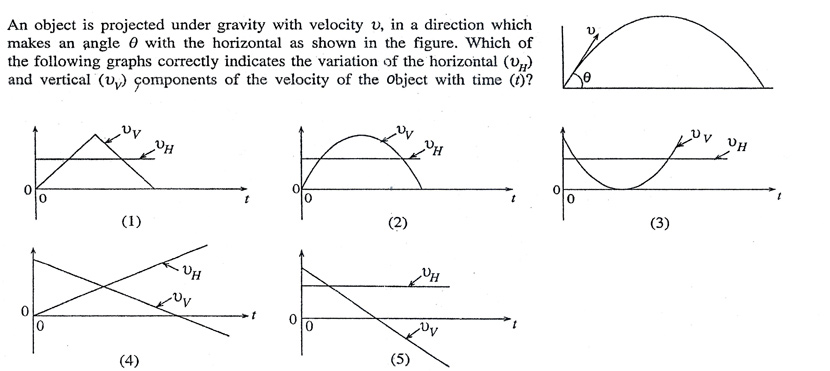 An object is projected under gravity with velocity υ, in a direction which
makes an angle θ with the horizontal as shown in the figure. Which of
the following graphs correctly indicates the variation of the horizontal (υH)
and vertical (υV) components of the velocity of the object with time (t)?
υ
θ
υV
υH
0
0
t
(1)
υV
υH
0
0
t
(2)
υV
υH
0
0
t
(3)
υH
υV
0
0
t
(4)
υH
υV
0
0
t
(5)